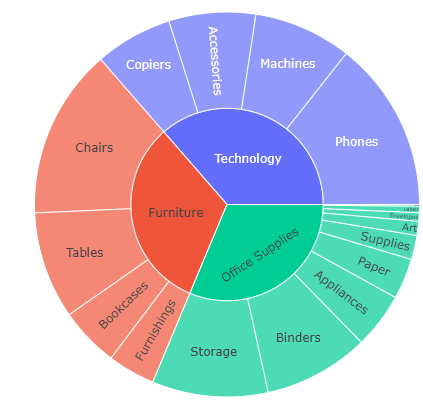 Copiers
Accessories
Machines
Phones
Chairs
Technology
Furniture
Office Supplies
Tables
Bookcases
Furnishings
Storage
Binders
Appliances
Paper
Supplies
Art
Envelopes
Labels